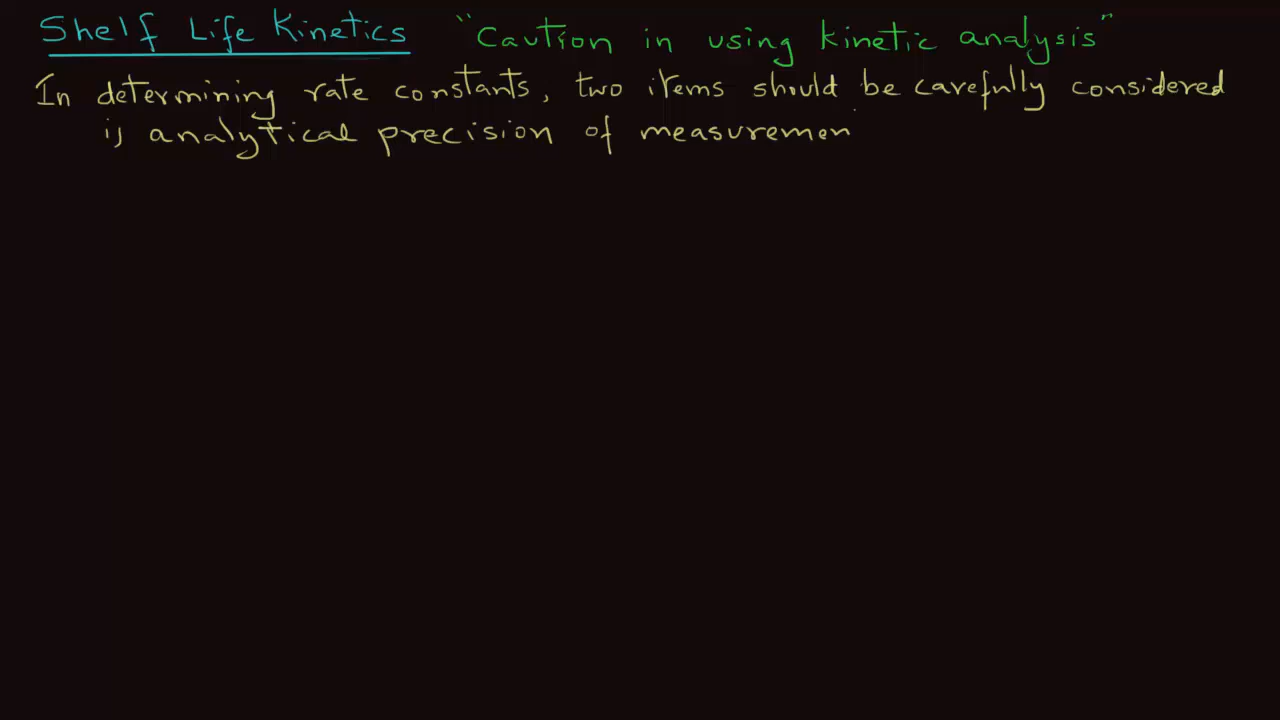 Shelf Life Kinetics "Caution in using kinetic analysis"
In determining rate constants, two items should be carefully considered
i) analytical precision of measuremen